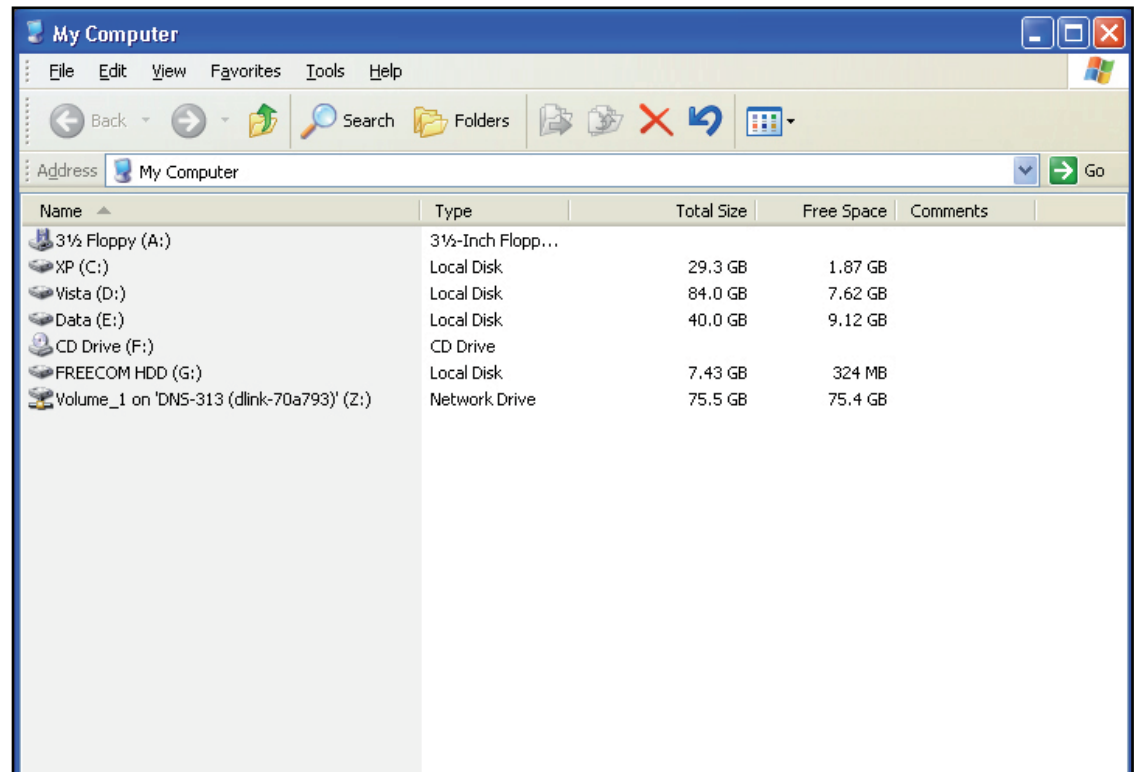 My Computer
File Edit View Favorites Tools Help
Back Search Folders
Address My Computer Go
Name Type Total Size Free Space Comments
3½ Floppy (A:) 3½-Inch Flopp...
XP (C:) Local Disk 29.3 GB 1.87 GB
Vista (D:) Local Disk 84.0 GB 7.62 GB
Data (E:) Local Disk 40.0 GB 9.12 GB
CD Drive (F:) CD Drive
FREECOM HDD (G:) Local Disk 7.43 GB 324 MB
Volume_1 on 'DNS-313 (dlink-70a793)' (Z:) Network Drive 75.5 GB 75.4 GB